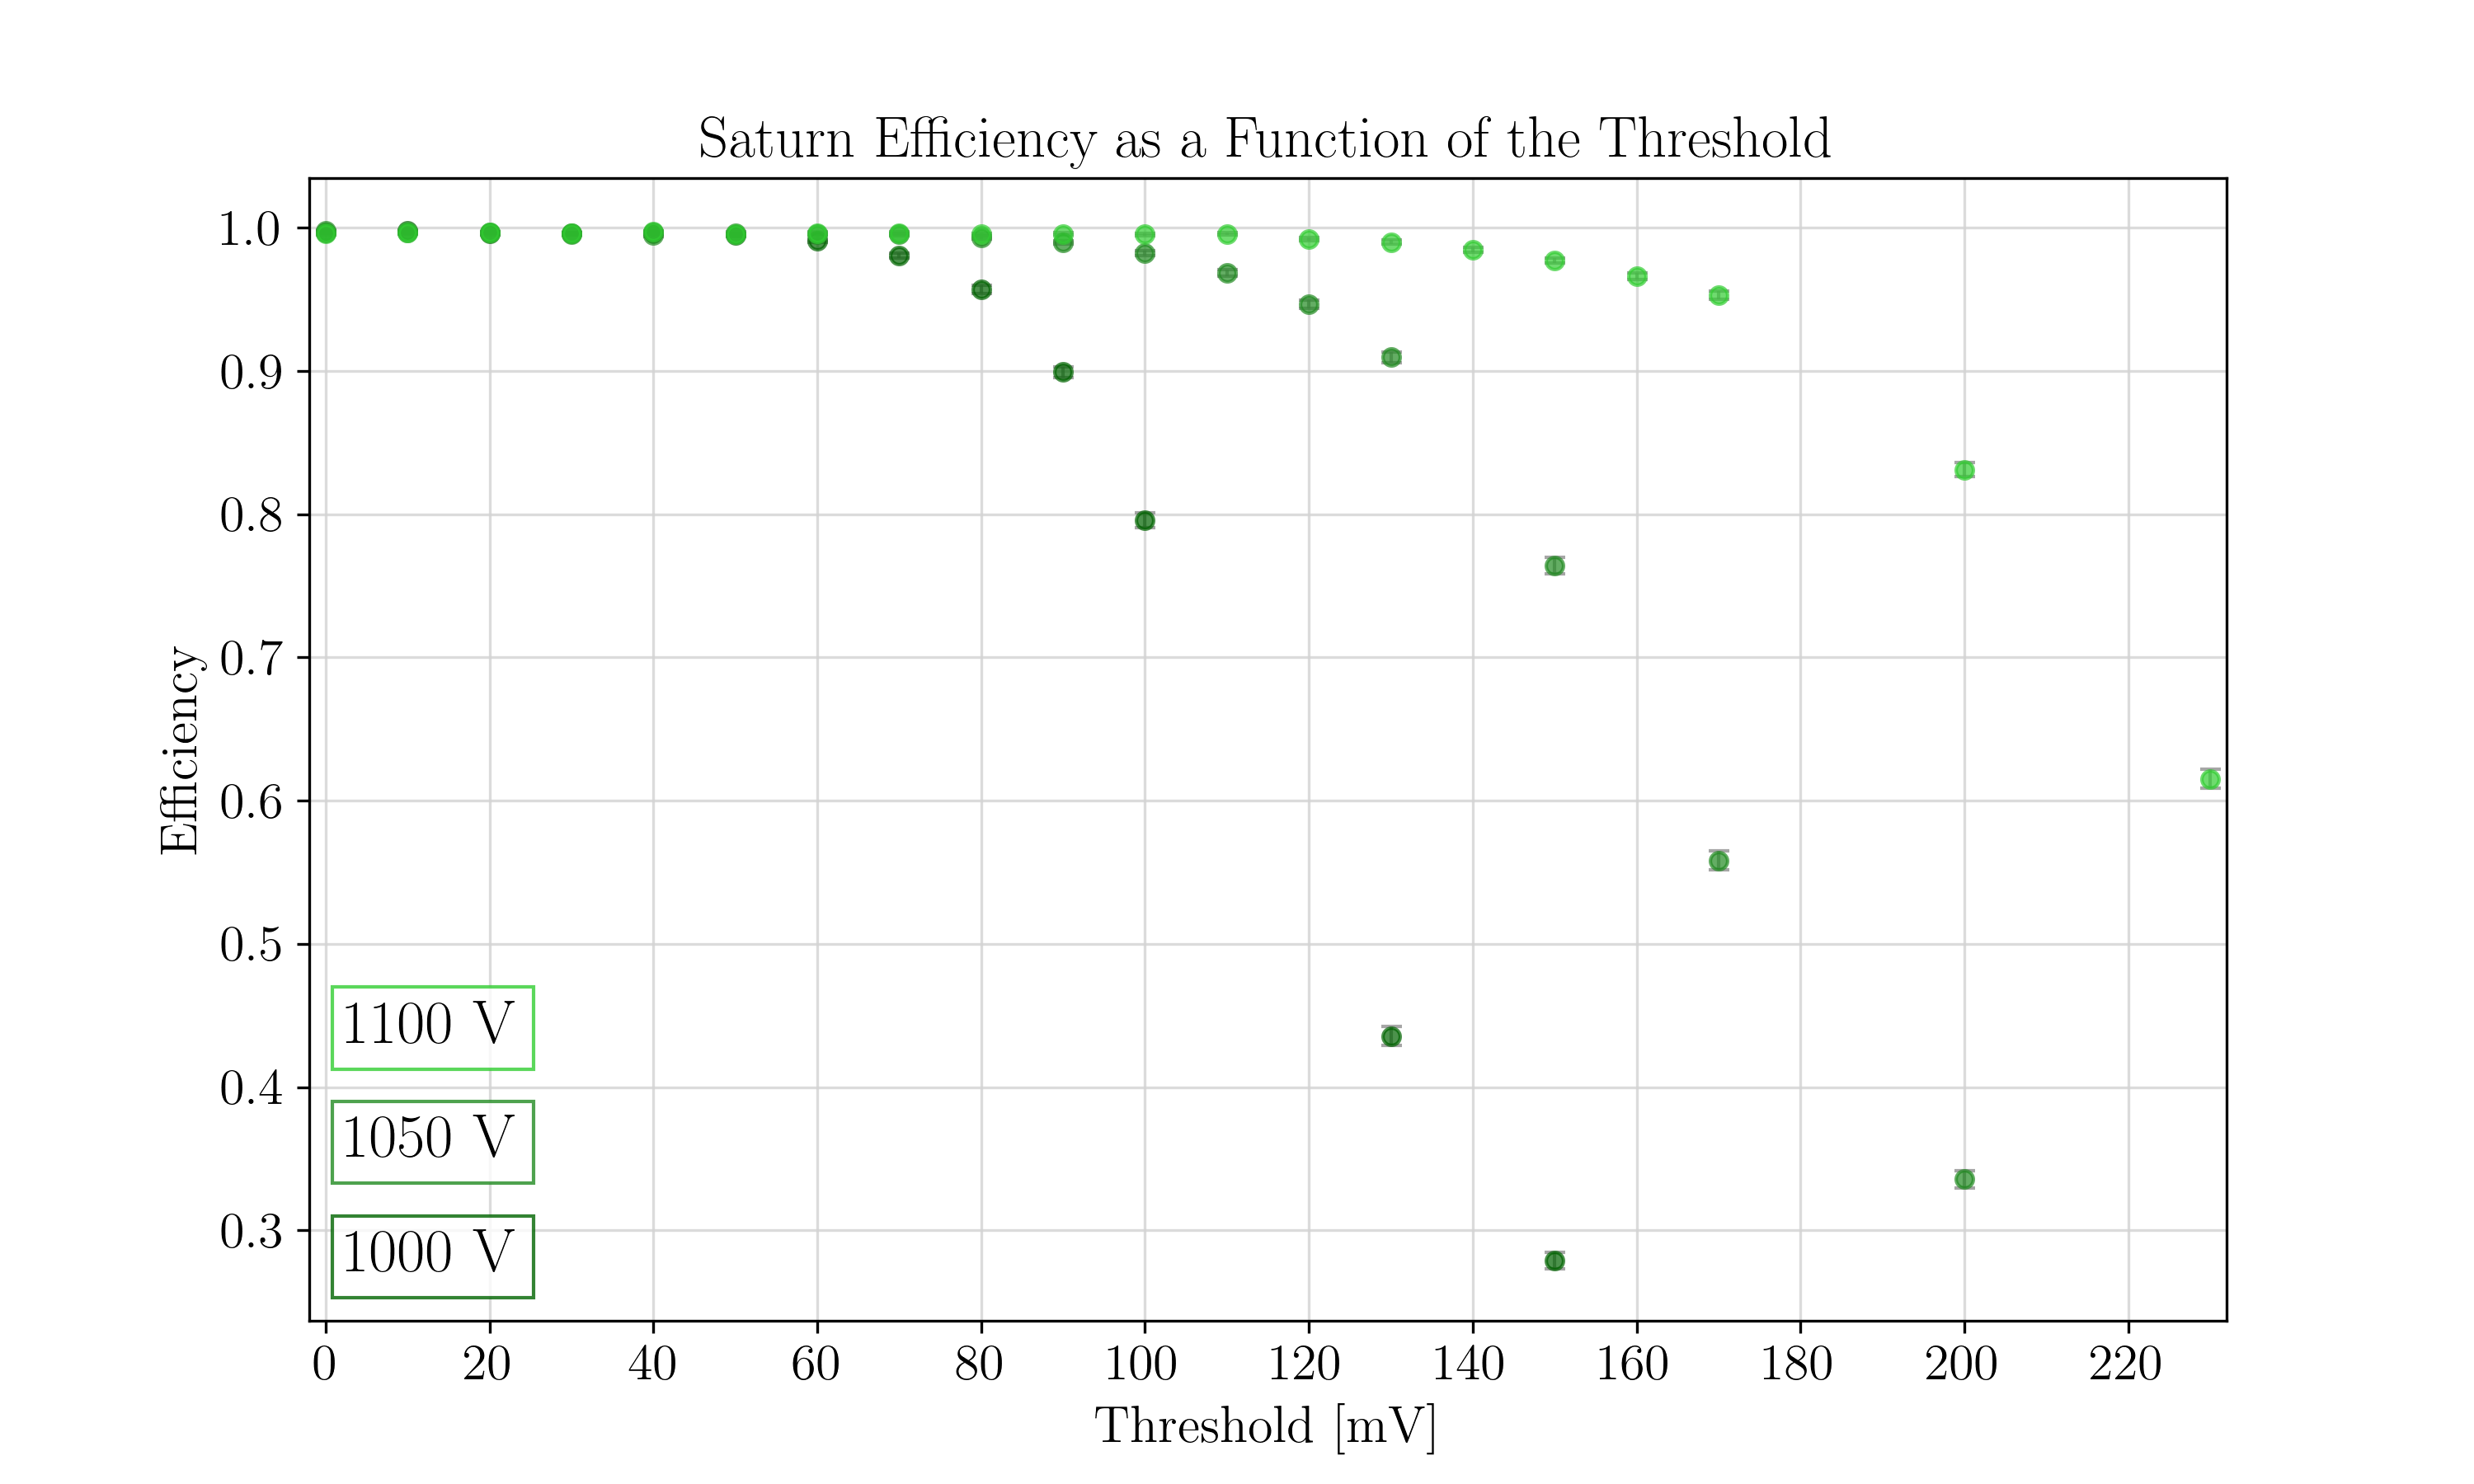 Saturn Efficiency as a Function of the Threshold
1.0
0.9
0.8
0.7
0.6
0.5
0.4
0.3
Efficiency
1100 V
1050 V
1000 V
0 20 40 60 80 100 120 140 160 180 200 220
Threshold [mV]